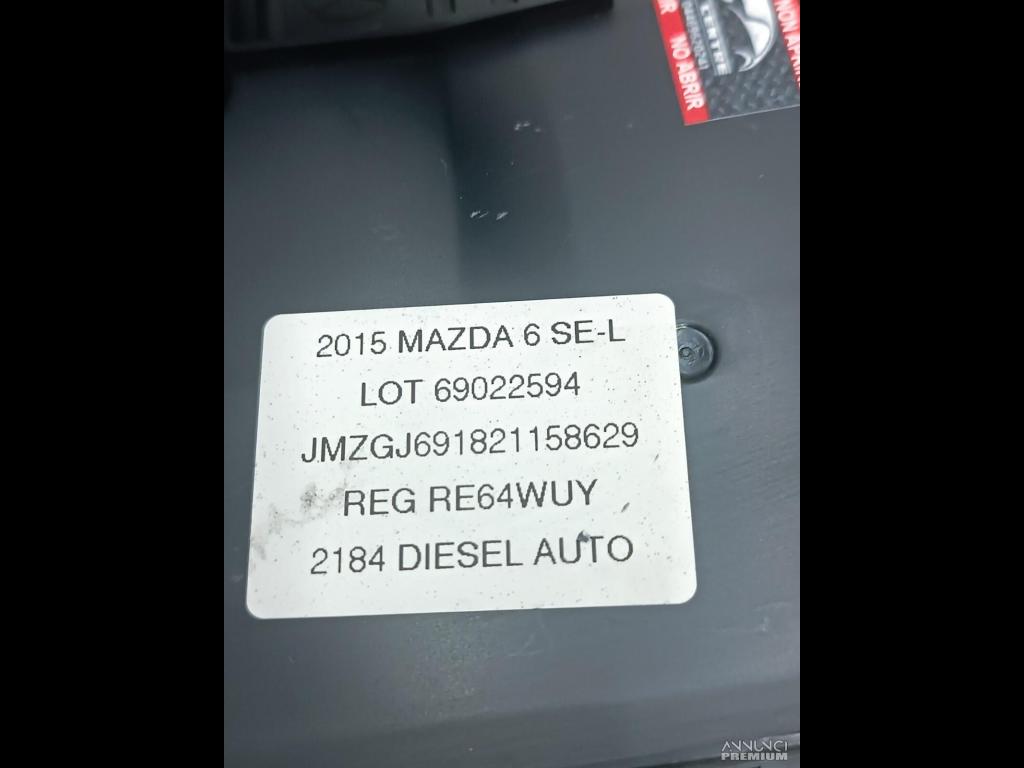 NO ABRIR
2015 MAZDA 6 SE-L
LOT 69022594
JMZGJ691821158629
REG RE64WUY
2184 DIESEL AUTO
ANNUNCI
PREMIUM